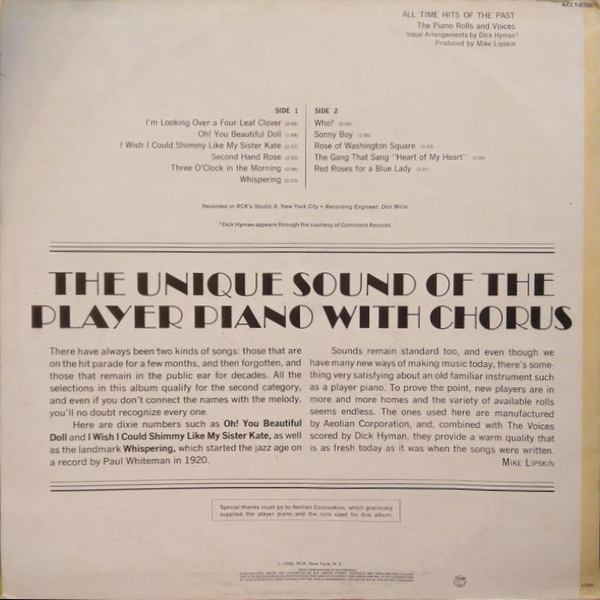 ALL TIME HITS OF THE PAST
The Piano Rolls and Voices
Vocal Arrangements by Dick Hyman*
Produced by Mike Lipskin
SIDE 1
I'm Looking Over a Four Leaf Clover
Oh! You Beautiful Doll
I Wish I Could Shimmy Like My Sister Kate
Second Hand Rose
Three O'Clock in the Morning
Whispering
SIDE 2
Who?
Sonny Boy
Rose of Washington Square
The Gang That Sang "Heart of My Heart"
Red Roses for a Blue Lady
Recorded in RCA's Studio A, New York City • Recording Engineer: Don Miller
*Dick Hyman appears through the courtesy of Command Records
THE UNIQUE SOUND OF THE
PLAYER PIANO WITH CHORUS
There have always been two kinds of songs: those that are
on the hit parade for a few months, and then forgotten, and
those that remain in the public ear for decades. All the
selections in this album qualify for the second category,
and even if you don't connect the names with the melody,
you'll no doubt recognize every one.
Here are dixie numbers such as Oh! You Beautiful
Doll and I Wish I Could Shimmy Like My Sister Kate, as well
as the landmark Whispering, which started the jazz age on
a record by Paul Whiteman in 1920.
Sounds remain standard too, and even though we
have many new ways of making music today, there's some-
thing very satisfying about an old familiar instrument such
as a player piano. To prove the point, new players are in
more and more homes and the variety of available rolls
seems endless. The ones used here are manufactured
by Aeolian Corporation, and, combined with The Voices
scored by Dick Hyman, they provide a warm quality that
is as fresh today as it was when the songs were written.
MIKE LIPSKIN
Special thanks must go to Aeolian Corporation, which graciously
supplied the player piano and the rolls used for this album.
© 1968, RCA, New York, N.Y.